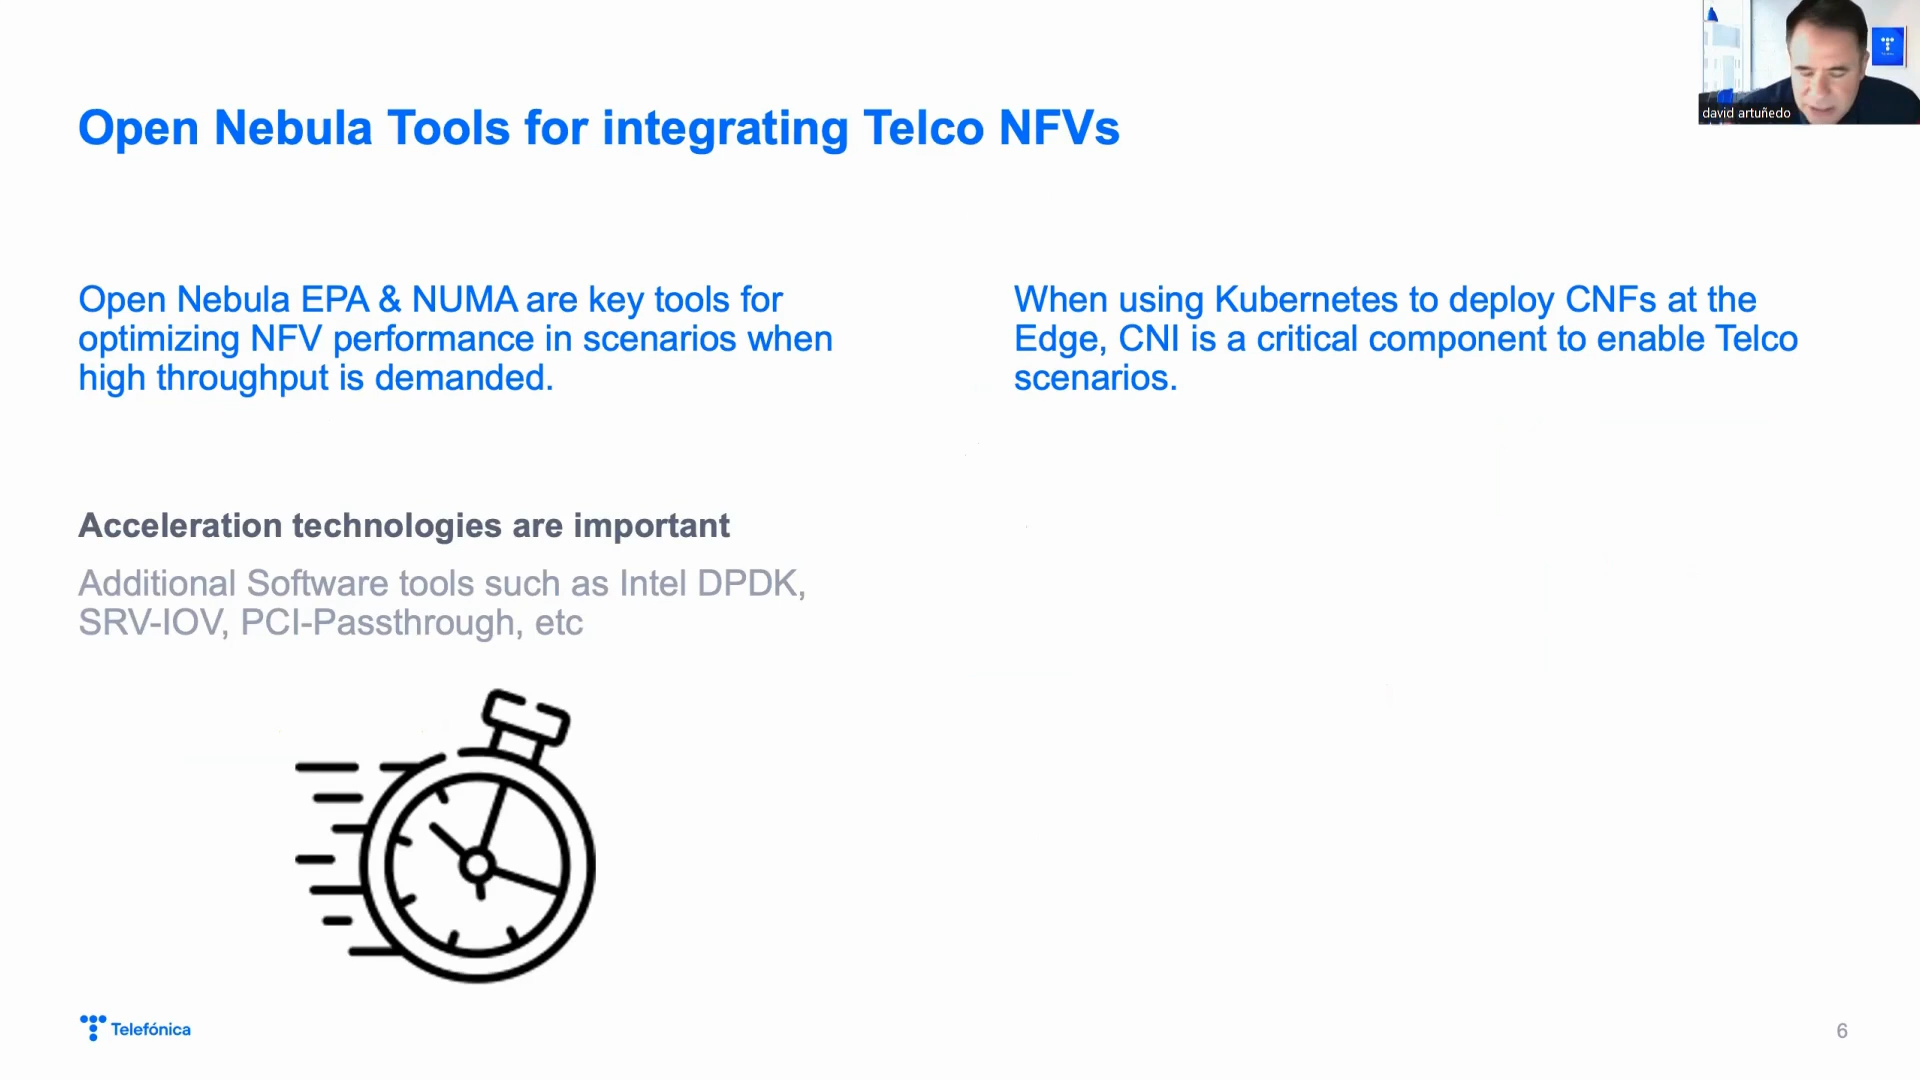 david artuñedo
Open Nebula Tools for integrating Telco NFVs
Open Nebula EPA & NUMA are key tools for
optimizing NFV performance in scenarios when
high throughput is demanded.
When using Kubernetes to deploy CNFs at the
Edge, CNI is a critical component to enable Telco
scenarios.
Acceleration technologies are important
Additional Software tools such as Intel DPDK,
SRV-IOV, PCI-Passthrough, etc
Telefónica
6